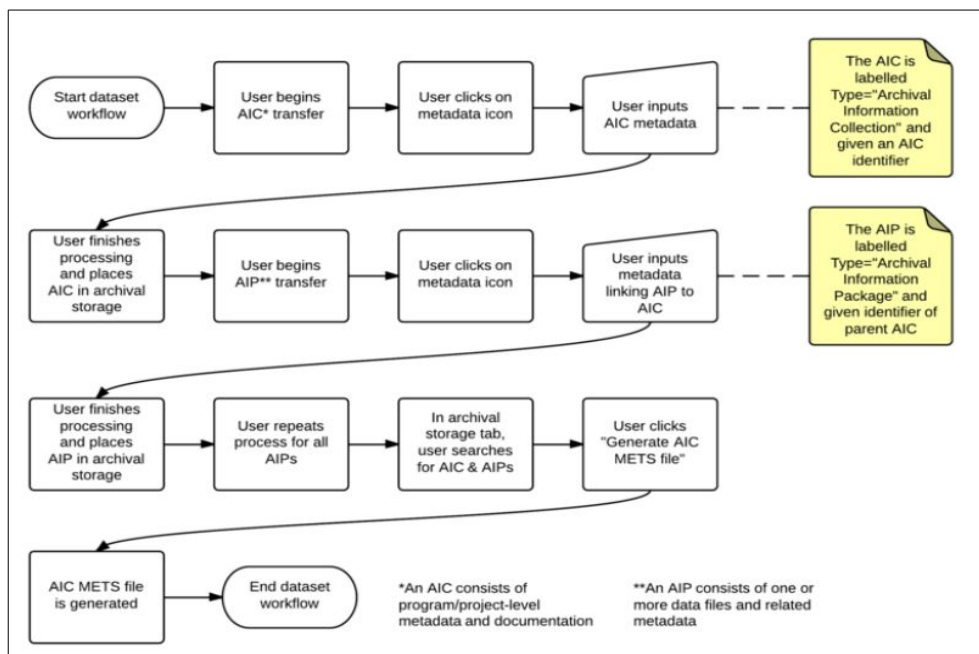 Start dataset
workflow
User begins
AIC* transfer
User clicks on
metadata icon
User inputs
AIC metadata
The AIC is
labelled
Type="Archival
Information
Collection" and
given an AIC
identifier
User finishes
processing
and places
AIC in archival
storage
User begins
AIP** transfer
User clicks on
metadata icon
User inputs
metadata
linking AIP to
AIC
The AIP is
labelled
Type="Archival
Information
Package" and
given identifier of
parent AIC
User finishes
processing
and places
AIP in archival
storage
User repeats
process for all
AIPs
In archival
storage tab,
user searches
for AIC & AIPs
User clicks
"Generate AIC
METS file"
AIC METS file
is generated
End dataset
workflow
*An AIC consists of
program/project-level
metadata and documentation
**An AIP consists of one or
more data files and related
metadata